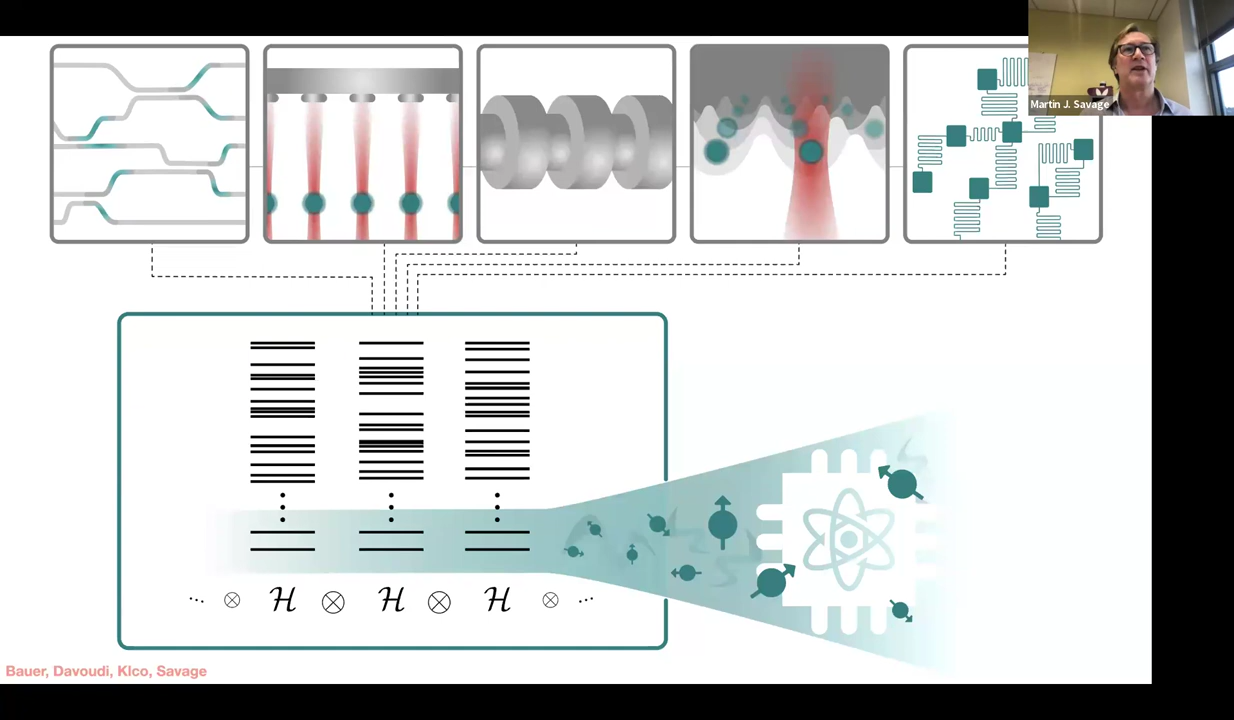 Martin J. Savage
⋯ ⊗ ℋ ⊗ ℋ ⊗ ℋ ⊗ ⋯
Bauer, Davoudi, Klco, Savage